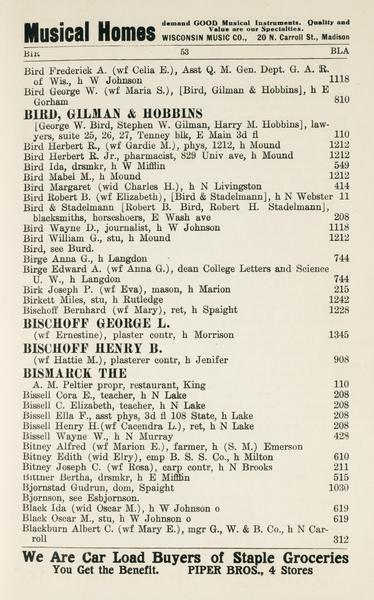 Musical Homes demand GOOD Musical Instruments. Quality and
Value are our Specialties.
WISCONSIN MUSIC CO., 20 N. Carroll St., Madison
BIR 53 BLA
Bird Frederick A. (wf Celia E.), Asst Q. M. Gen. Dept. G. A. R.
of Wis., h W Johnson 1118
Bird George W. (wf Maria S.), [Bird, Gilman & Hobbins], h E
Gorham 810
BIRD, GILMAN & HOBBINS
[George W. Bird, Stephen W. Gilman, Harry M. Hobbins], law-
yers, suite 25, 26, 27, Tenney blk, E Main 3d fl 110
Bird Herbert R., (wf Gardie M.), phys, 1212, h Mound 1212
Bird Herbert R. Jr., pharmacist, 829 Univ ave, h Mound 1212
Bird Ida, drsmkr, h W Mifflin 549
Bird Mabel M., h Mound 1212
Bird Margaret (wid Charles H.), h N Livingston 414
Bird Robert B. (wf Elizabeth), [Bird & Stadelmann], h N Webster 11
Bird & Stadelmann [Robert B. Bird, Robert H. Stadelmann],
blacksmiths, horseshoers, E Wash ave 208
Bird Wayne D., journalist, h W Johnson 1118
Bird William G., stu, h Mound 1212
Bird, see Burd.
Birge Anna G., h Langdon 744
Birge Edward A. (wf Anna G.), dean College Letters and Science
U. W., h Langdon 744
Birk Joseph P. (wf Eva), mason, h Marion 215
Birkett Miles, stu, h Rutledge 1242
Bischoff Bernhard (wf Mary), ret, h Spaight 1228
BISCHOFF GEORGE L.
(wf Ernestine), plaster contr, h Morrison 1345
BISCHOFF HENRY B.
(wf Hattie M.), plasterer contr, h Jenifer 908
BISMARCK THE
A. M. Peltier propr, restaurant, King 110
Bissell Cora E., teacher, h N Lake 208
Bissell C. Elizabeth, teacher, h N Lake 208
Bissell Ella F., asst phys, 3d fl 108 State, h Lake 208
Bissell Henry H.(wf Cacendra L.), ret, h N Lake 208
Bissell Wayne W., h N Murray 428
Bitney Alfred (wf Marion E.), farmer, h (S. M.) Emerson
Bitney Edith (wid Elry), emp B. S. S. Co., h Milton 610
Bitney Joseph C. (wf Rosa), carp contr, h N Brooks 211
Bittner Bertha, drsmkr, h E Mifflin 515
Bjornstad Gudrun, dom, Spaight 1030
Bjornson, see Esbjornson.
Black Ida (wid Oscar M.), h W Johnson o 619
Black Oscar M., stu, h W Johnson o 619
Blackburn Albert C. (wf Mary E.), mgr G., W. & B. Co., h N Car-
roll 312
We Are Car Load Buyers of Staple Groceries
You Get the Benefit. PIPER BROS., 4 Stores